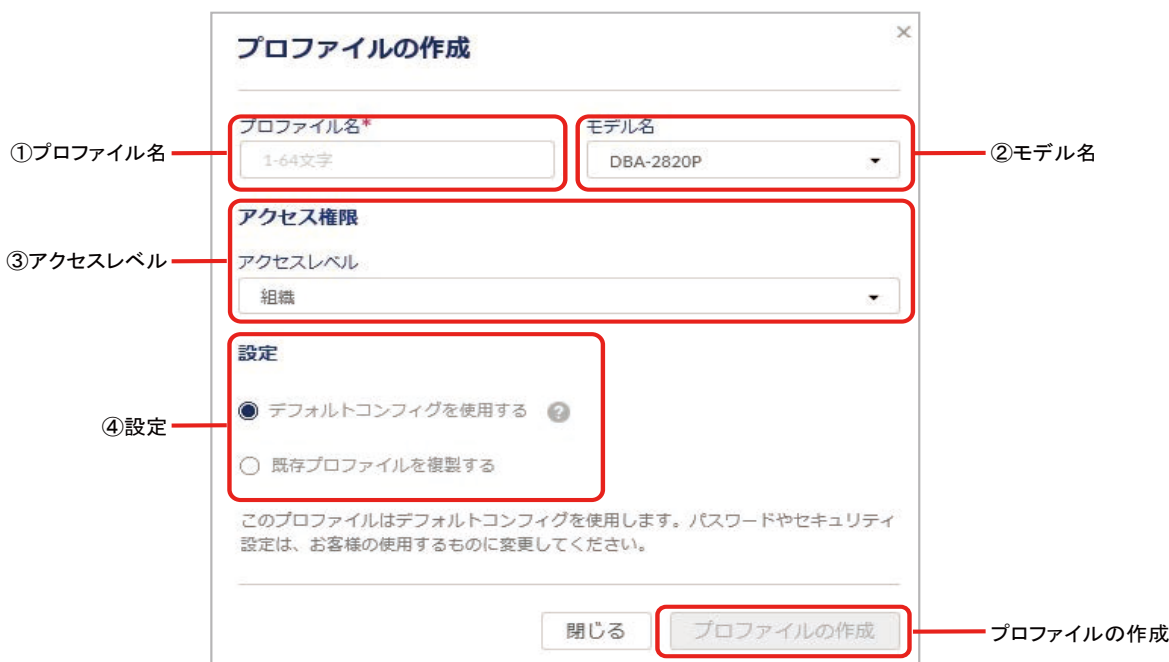 プロファイルの作成
×
①プロファイル名
プロファイル名*
1-64文字
モデル名
DBA-2820P
②モデル名
アクセス権限
③アクセスレベル
アクセスレベル
組織
設定
デフォルトコンフィグを使用する ?
④設定
既存プロファイルを複製する
このプロファイルはデフォルトコンフィグを使用します。パスワードやセキュリティ
設定は、お客様の使用するものに変更してください。
閉じる
プロファイルの作成
プロファイルの作成